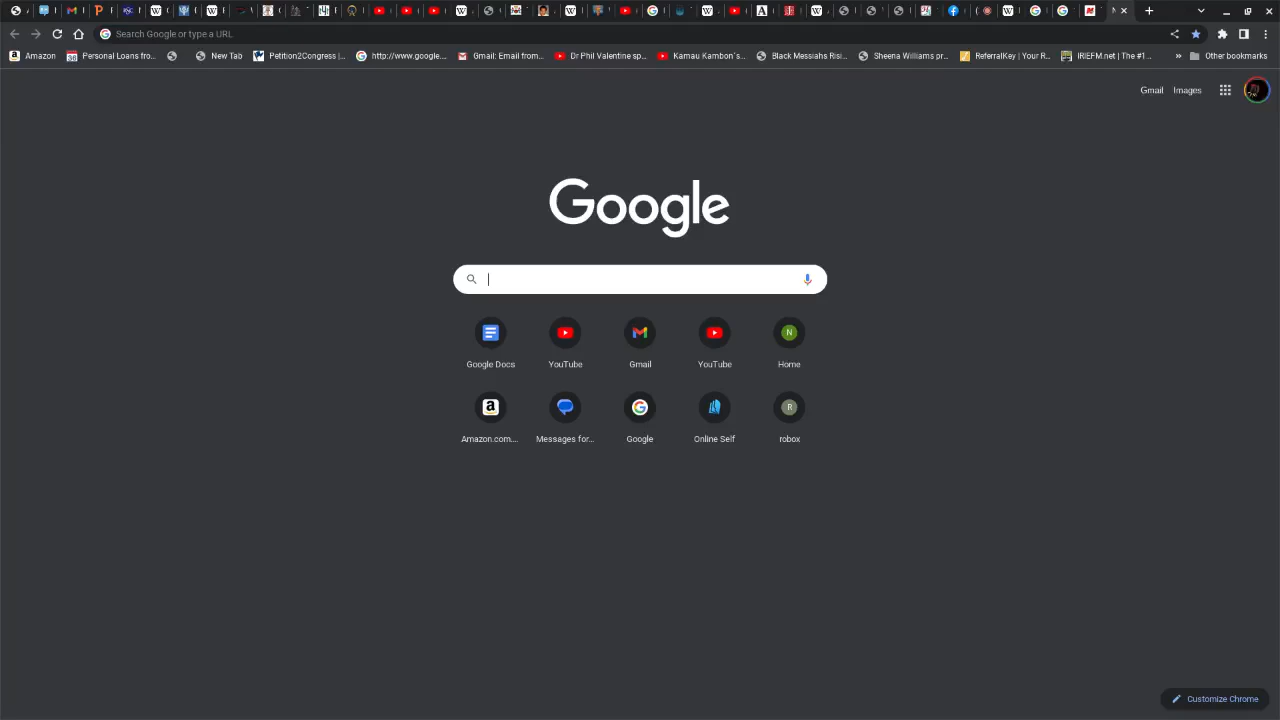 Search Google or type a URL
Amazon
Personal Loans fro...
New Tab
Petition2Congress |...
http://www.google....
Gmail: Email from...
Dr Phil Valentine sp...
Kamau Kambon's...
Black Messiahs Risi...
Sheena Williams pr...
ReferralKey | Your R...
IRIEFM.net | The #1...
»
Other bookmarks
Gmail
Images
Google
Google Docs
YouTube
Gmail
YouTube
Home
Amazon.com....
Messages for...
Google
Online Self
robox
Customize Chrome